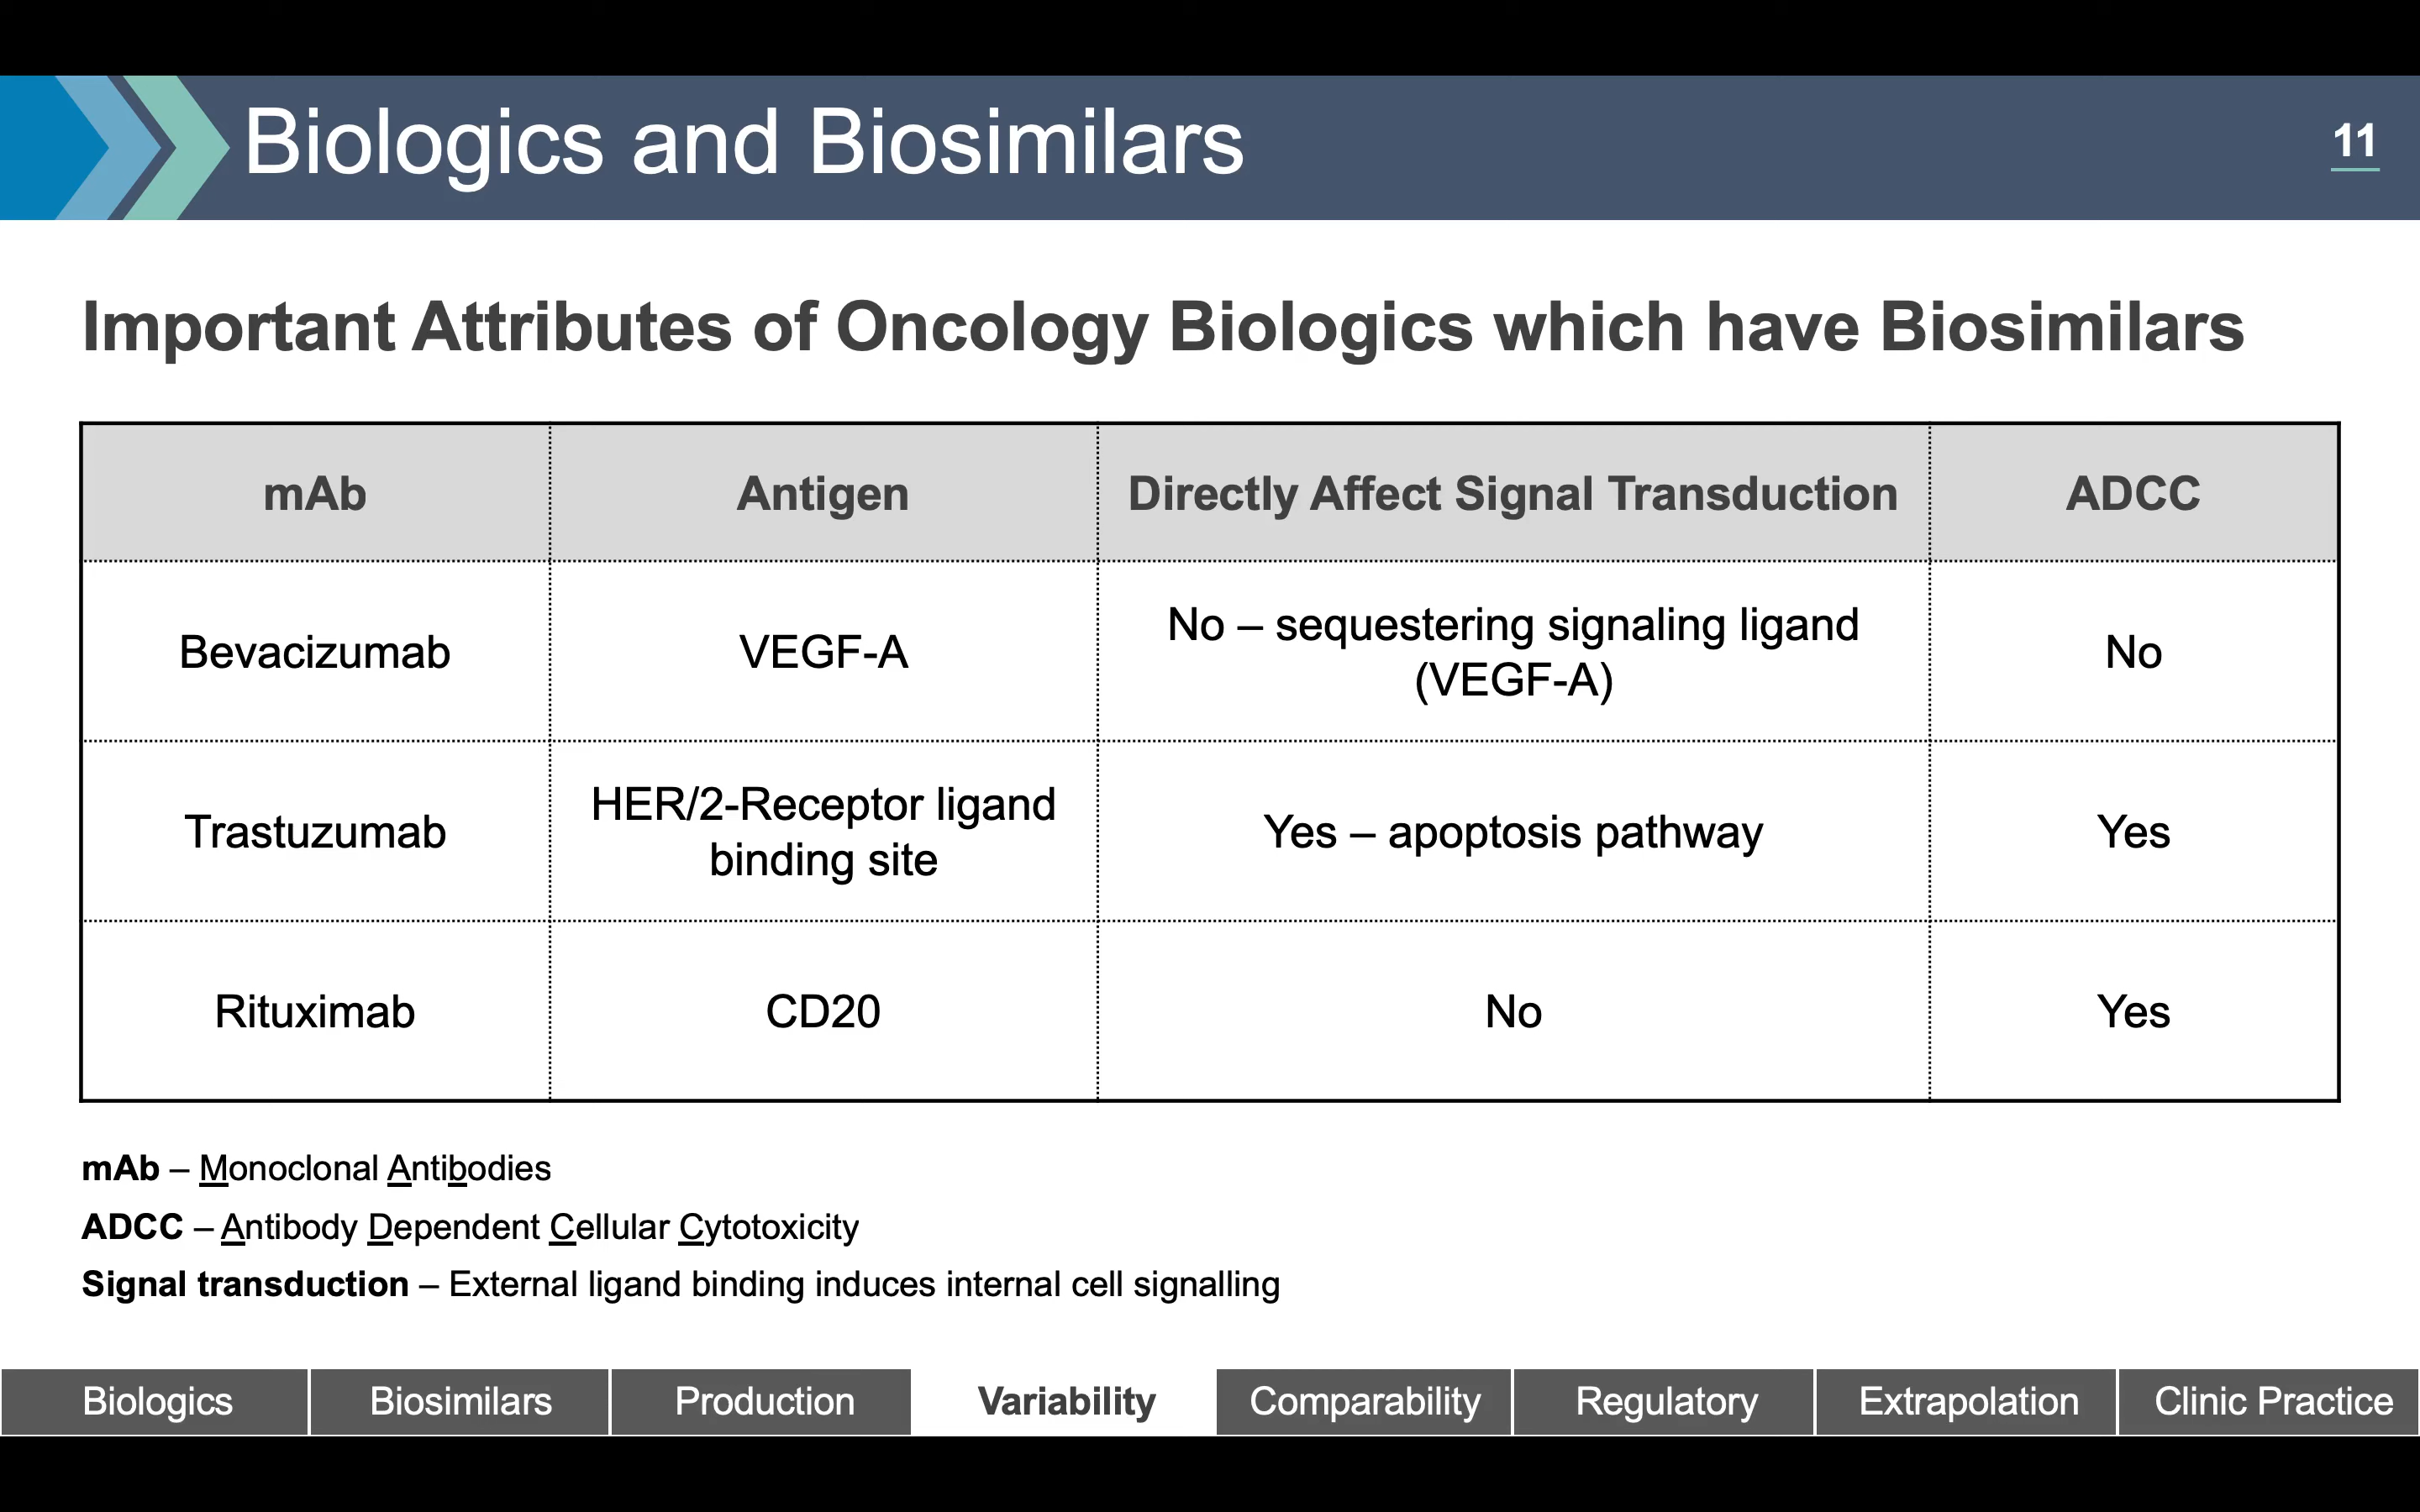 Biologics and Biosimilars
11
Important Attributes of Oncology Biologics which have Biosimilars
mAb
Antigen
Directly Affect Signal Transduction
ADCC
Bevacizumab
VEGF-A
No – sequestering signaling ligand
(VEGF-A)
No
Trastuzumab
HER/2-Receptor ligand
binding site
Yes – apoptosis pathway
Yes
Rituximab
CD20
No
Yes
mAb – Monoclonal Antibodies
ADCC – Antibody Dependent Cellular Cytotoxicity
Signal transduction – External ligand binding induces internal cell signalling
Biologics
Biosimilars
Production
Variability
Comparability
Regulatory
Extrapolation
Clinic Practice